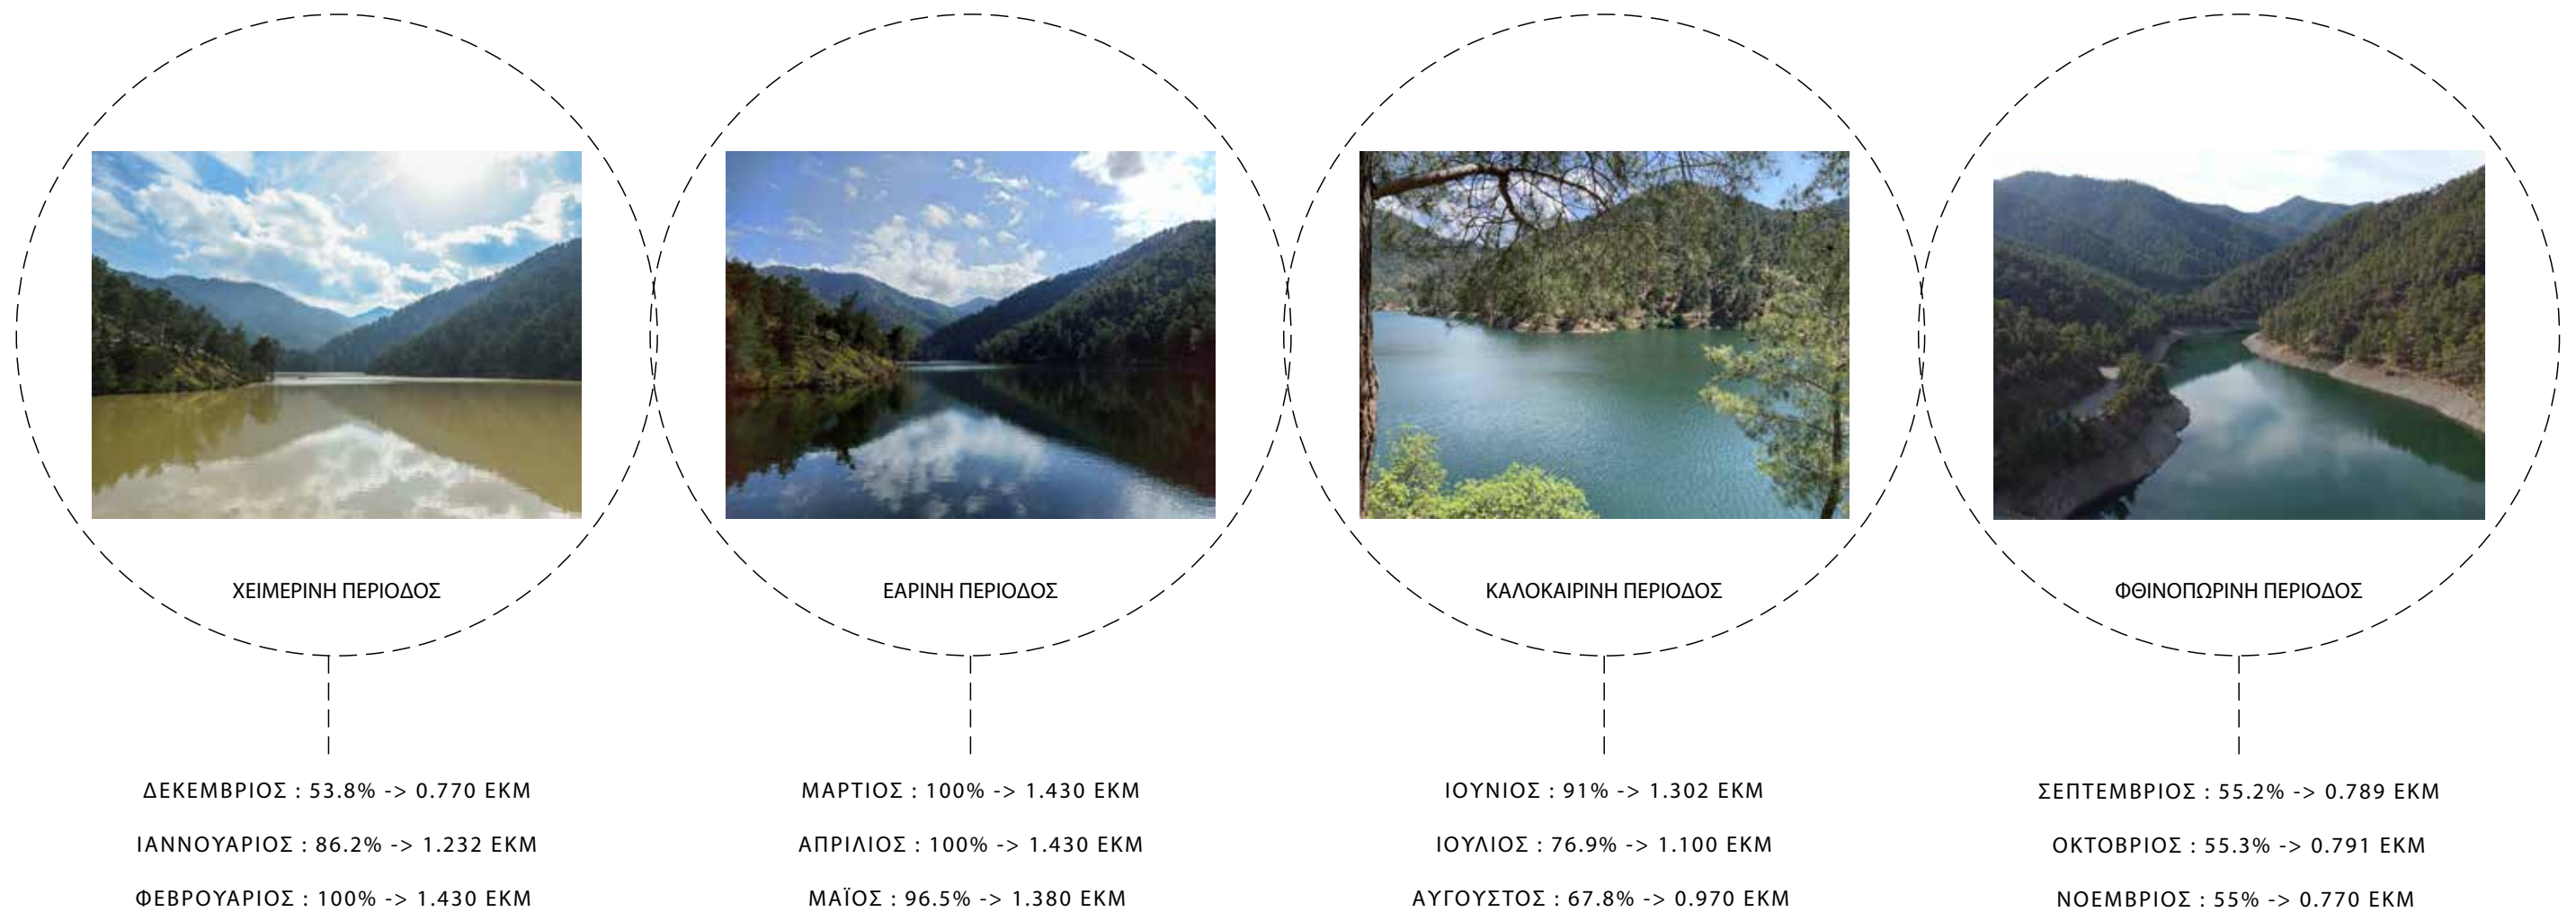 ΧΕΙΜΕΡΙΝΗ ΠΕΡΙΟΔΟΣ
ΔΕΚΕΜΒΡΙΟΣ : 53.8% -> 0.770 ΕΚΜ
ΙΑΝΝΟΥΑΡΙΟΣ : 86.2% -> 1.232 ΕΚΜ
ΦΕΒΡΟΥΑΡΙΟΣ : 100% -> 1.430 ΕΚΜ
ΕΑΡΙΝΗ ΠΕΡΙΟΔΟΣ
ΜΑΡΤΙΟΣ : 100% -> 1.430 ΕΚΜ
ΑΠΡΙΛΙΟΣ : 100% -> 1.430 ΕΚΜ
ΜΑΪΟΣ : 96.5% -> 1.380 ΕΚΜ
ΚΑΛΟΚΑΙΡΙΝΗ ΠΕΡΙΟΔΟΣ
ΙΟΥΝΙΟΣ : 91% -> 1.302 ΕΚΜ
ΙΟΥΛΙΟΣ : 76.9% -> 1.100 ΕΚΜ
ΑΥΓΟΥΣΤΟΣ : 67.8% -> 0.970 ΕΚΜ
ΦΘΙΝΟΠΩΡΙΝΗ ΠΕΡΙΟΔΟΣ
ΣΕΠΤΕΜΒΡΙΟΣ : 55.2% -> 0.789 ΕΚΜ
ΟΚΤΟΒΡΙΟΣ : 55.3% -> 0.791 ΕΚΜ
ΝΟΕΜΒΡΙΟΣ : 55% -> 0.770 ΕΚΜ